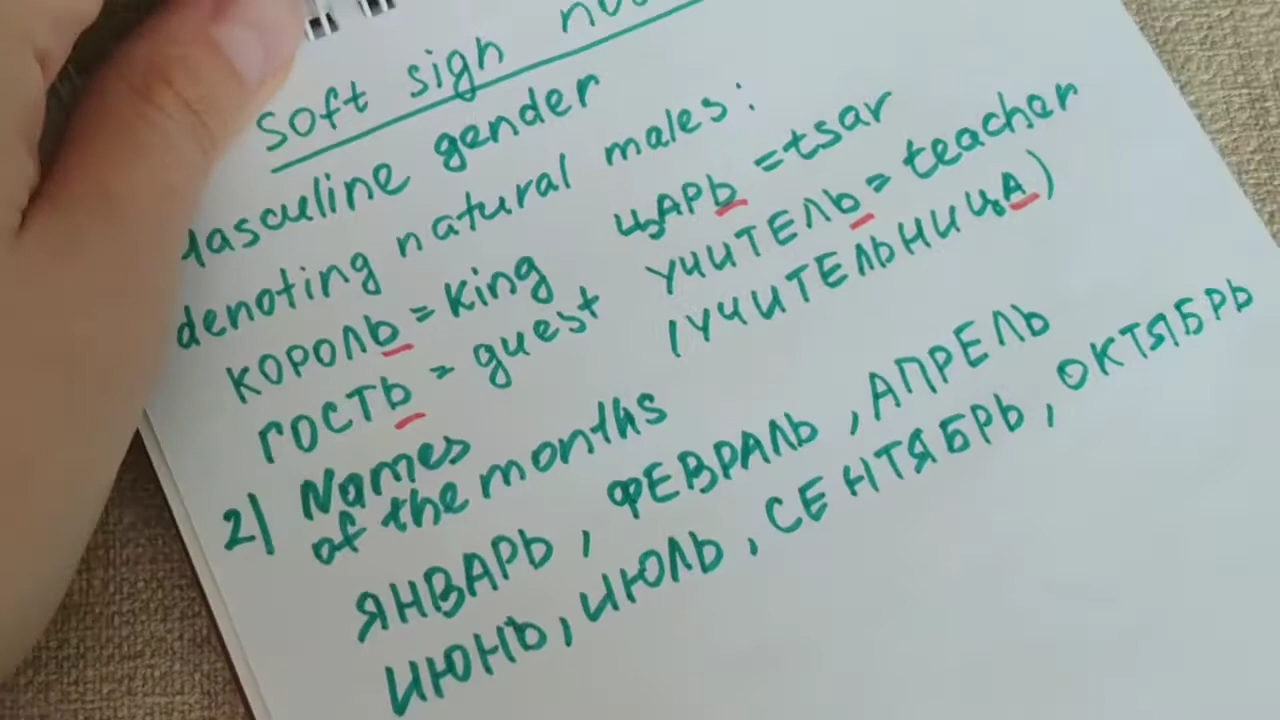 Soft sign
masculine gender
denoting natural males:
КОРОЛЬ = King ЦАРЬ = tsar
ГОСТЬ = guest УЧИТЕЛЬ = teacher
(УЧИТЕЛЬНИЦА)
2) Names
of the months
ЯНВАРЬ, ФЕВРАЛЬ, АПРЕЛЬ
ИЮНЬ, ИЮЛЬ, СЕНТЯБРЬ, ОКТЯБРЬ